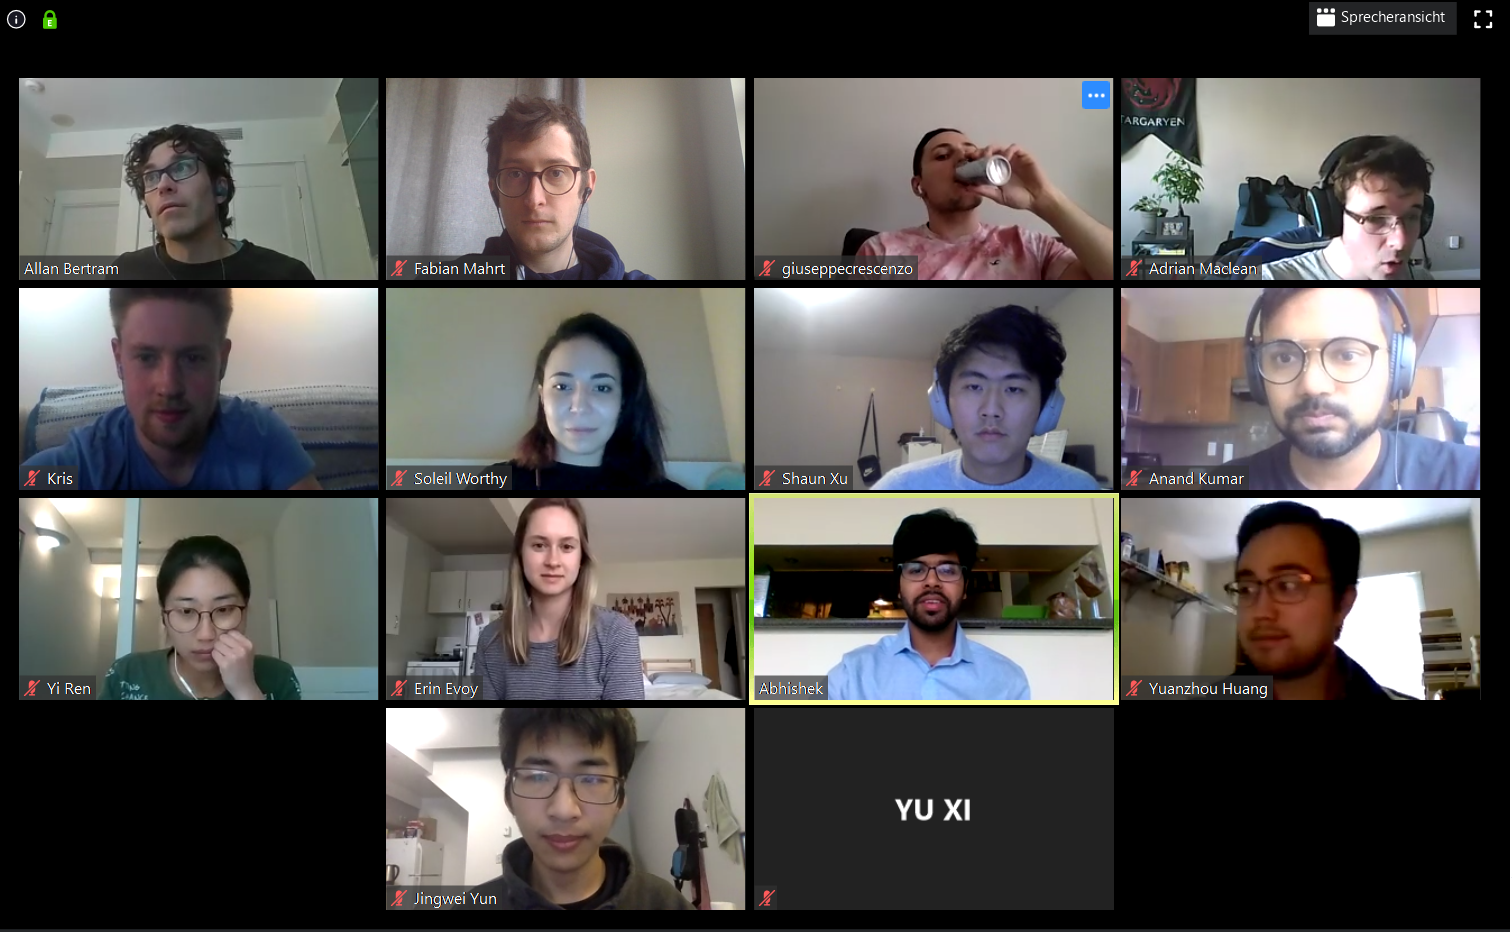 Sprecheransicht
Allan Bertram
Fabian Mahrt
giuseppecrescenzo
TARGARYEN
Adrian Maclean
Kris
Soleil Worthy
Shaun Xu
Anand Kumar
Yi Ren
Erin Evoy
Abhishek
Yuanzhou Huang
Jingwei Yun
YU XI